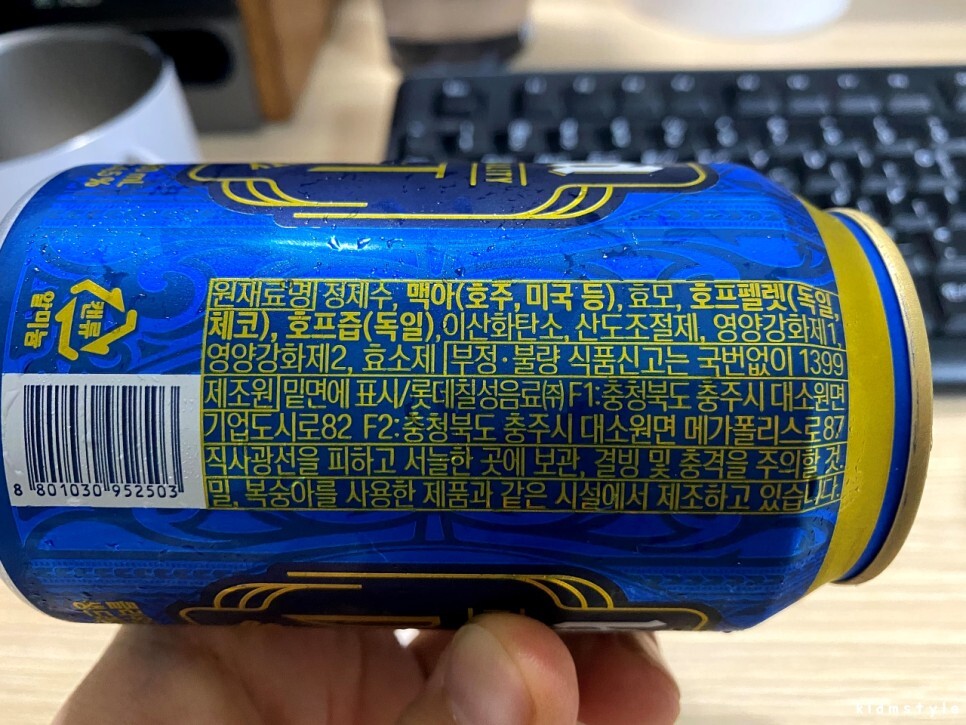 원재료명 정제수, 맥아(호주, 미국 등), 효모, 호프펠렛(독일,
체코), 호프즙(독일), 이산화탄소, 산도조절제, 영양강화제1,
영양강화제2, 효소제 부정·불량 식품신고는 국번없이 1399
제조원 밑면에 표시/롯데칠성음료㈜ F1:충청북도 충주시 대소원면
기업도시로82 F2:충청북도 충주시 대소원면 메가폴리스로87
직사광선을 피하고 서늘한 곳에 보관, 결빙 및 충격을 주의할 것.
밀, 복숭아를 사용한 제품과 같은 시설에서 제조하고 있습니다.
캔류
알미늄
8 801030 952503
xidmstyle